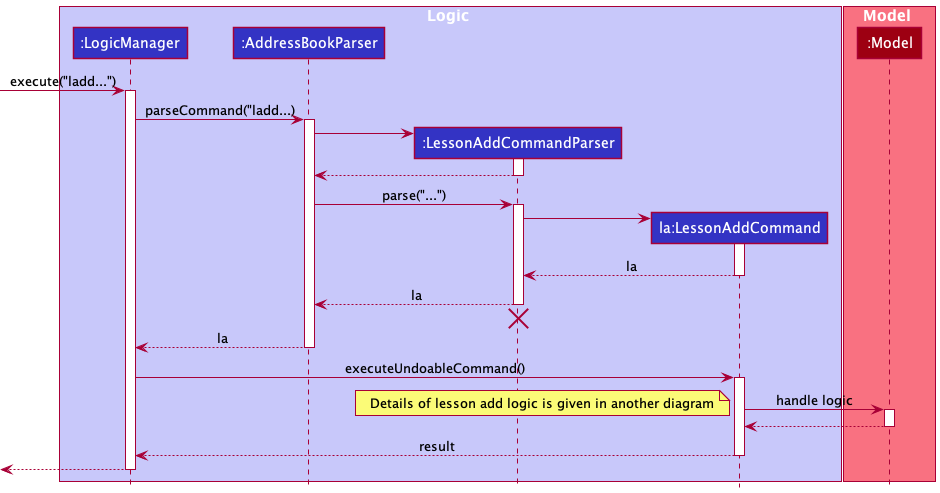 Logic
Model
:LogicManager
:AddressBookParser
:Model
execute("ladd...")
parseCommand("ladd...)
:LessonAddCommandParser
parse("...")
la:LessonAddCommand
la
la
la
executeUndoableCommand()
Details of lesson add logic is given in another diagram
handle logic
result